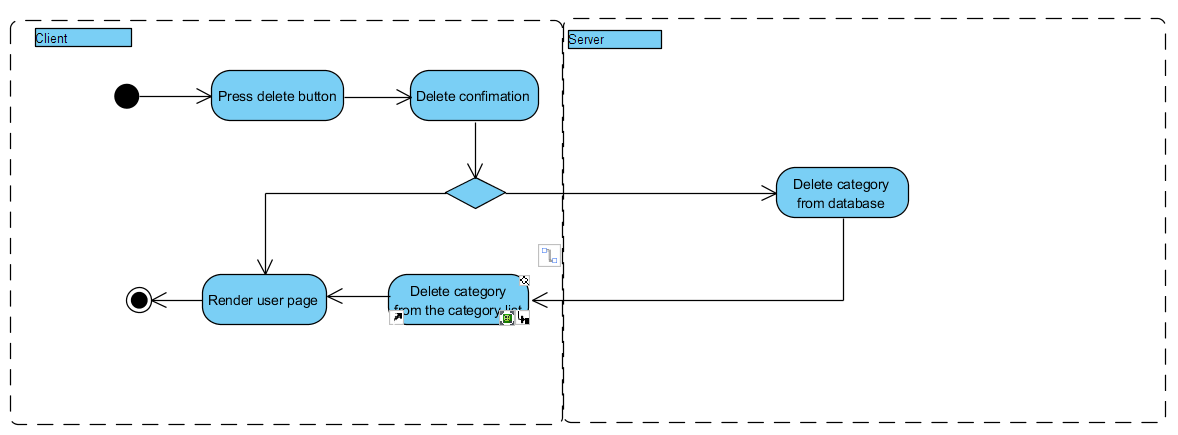 Client
Server
Press delete button
Delete confimation
Delete category
from database
Delete category
from the category list
Render user page